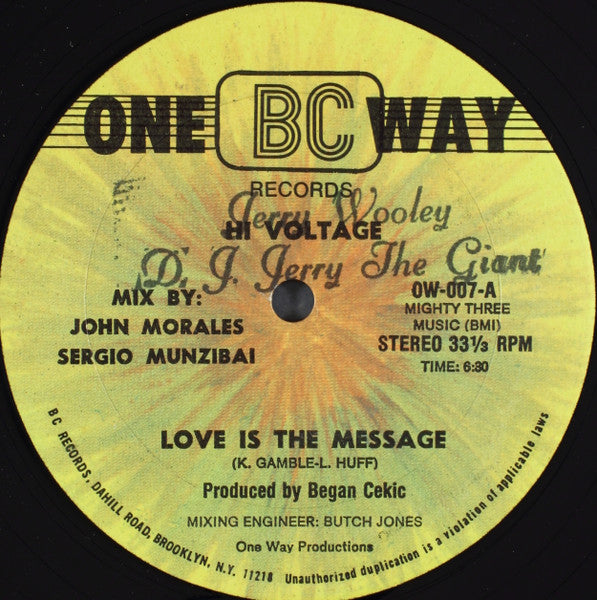 ONE BC WAY
RECORDS
Jerry Wooley
HI VOLTAGE
D. J. Jerry The Giant
MIX BY:
JOHN MORALES
SERGIO MUNZIBAI
OW-007-A
MIGHTY THREE
MUSIC (BMI)
STEREO 33⅓ RPM
TIME: 6:30
LOVE IS THE MESSAGE
(K. GAMBLE-L. HUFF)
Produced by Began Cekic
MIXING ENGINEER: BUTCH JONES
One Way Productions
BC RECORDS, DAHILL ROAD, BROOKLYN, N.Y. 11218 Unauthorized duplication is a violation of applicable laws